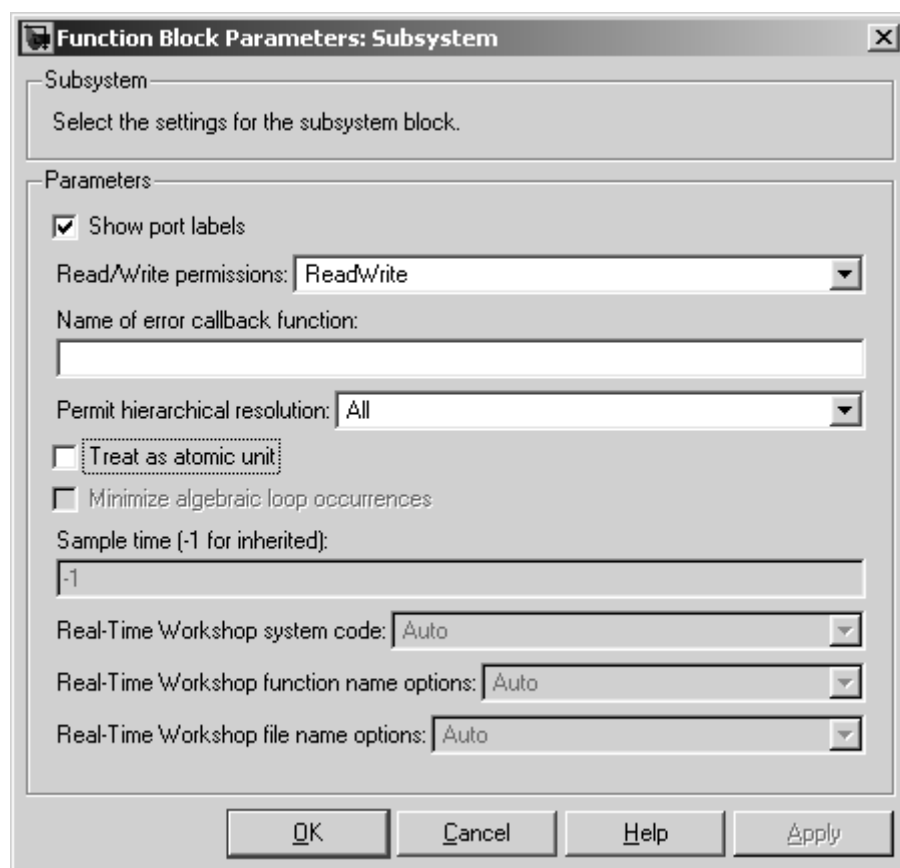 Function Block Parameters: Subsystem
Subsystem
Select the settings for the subsystem block.
Parameters
Show port labels
Read/Write permissions: ReadWrite
Name of error callback function:
Permit hierarchical resolution: All
Treat as atomic unit
Minimize algebraic loop occurrences
Sample time (-1 for inherited):
-1
Real-Time Workshop system code: Auto
Real-Time Workshop function name options: Auto
Real-Time Workshop file name options: Auto
OK Cancel Help Apply